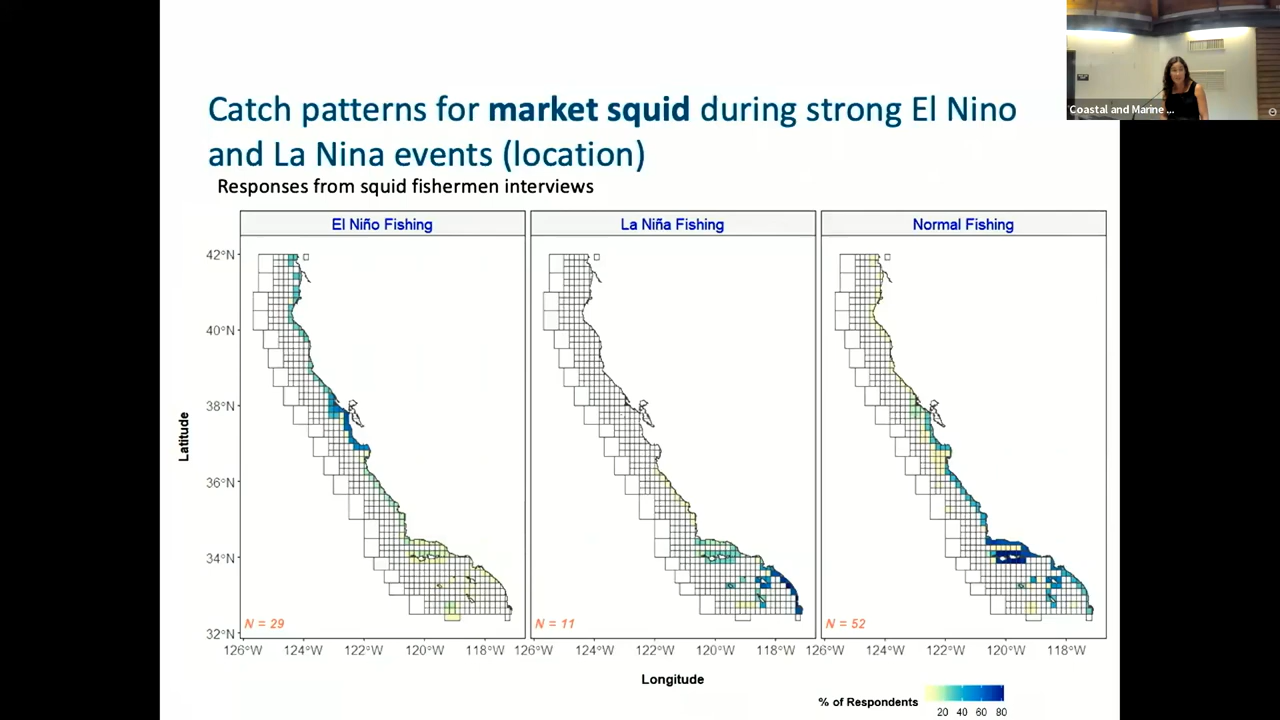 Catch patterns for market squid during strong El Nino
and La Nina events (location)
Responses from squid fishermen interviews
El Niño Fishing
La Niña Fishing
Normal Fishing
42°N
40°N
38°N
36°N
34°N
32°N
Latitude
N = 29
N = 11
N = 52
126°W 124°W 122°W 120°W 118°W 126°W 124°W 122°W 120°W 118°W 126°W 124°W 122°W 120°W 118°W
Longitude
% of Respondents
20 40 60 80
Coastal and Marine ...